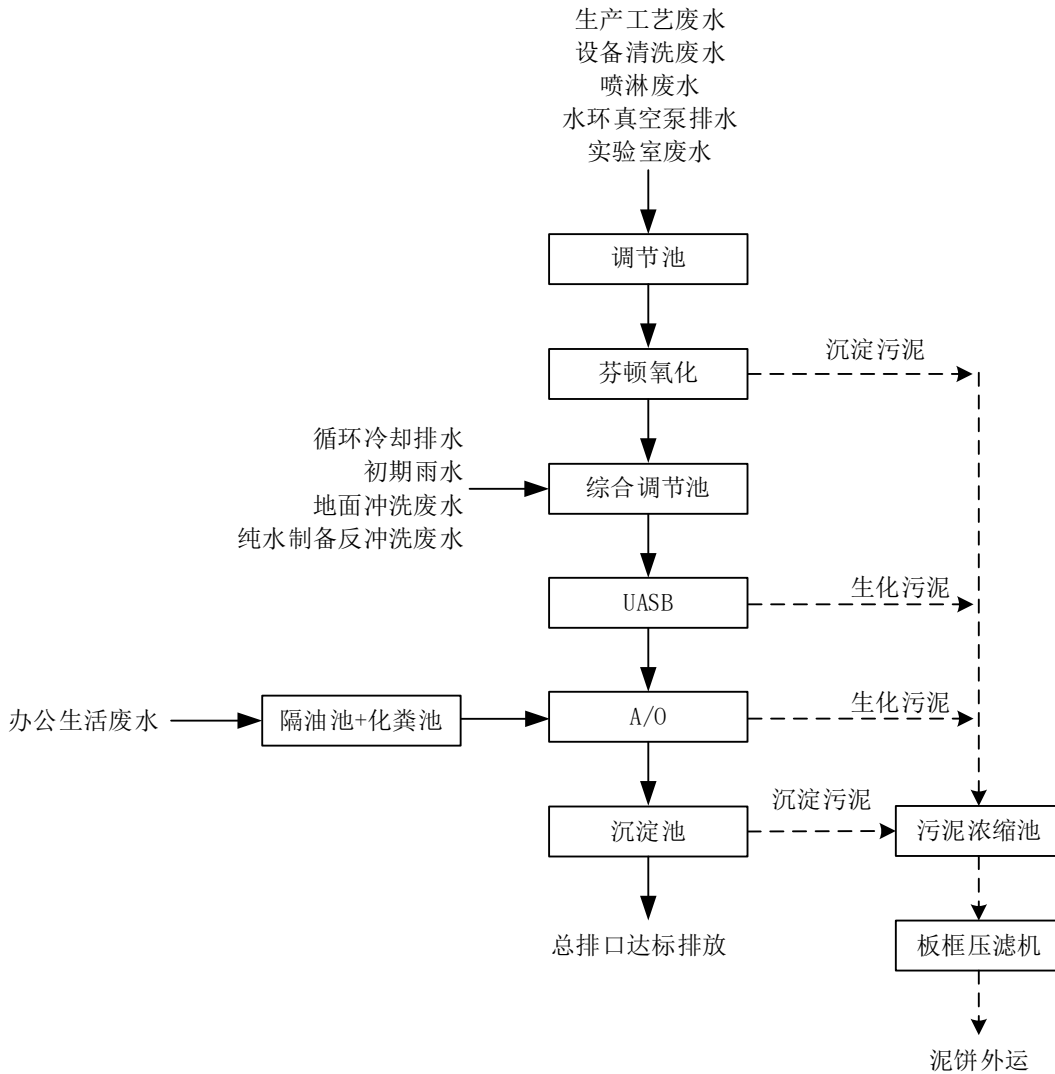 生产工艺废水
设备清洗废水
喷淋废水
水环真空泵排水
实验室废水
调节池
芬顿氧化
沉淀污泥
循环冷却排水
初期雨水
地面冲洗废水
纯水制备反冲洗废水
综合调节池
UASB
生化污泥
办公生活废水
隔油池+化粪池
A/O
生化污泥
沉淀池
沉淀污泥
污泥浓缩池
总排口达标排放
板框压滤机
泥饼外运